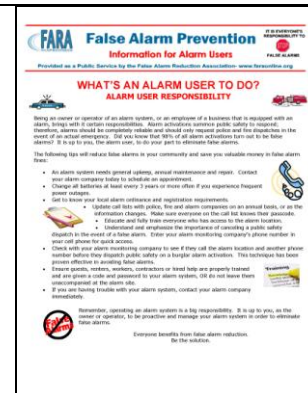 FARA
False Alarm Prevention
Information for Alarm Users
IT IS EVERYONE'S
RESPONSIBILITY TO
STOP
FALSE ALARMS
Provided as a Public Service by the False Alarm Reduction Association- www.faraonline.org
WHAT'S AN ALARM USER TO DO?
ALARM USER RESPONSIBILITY
Being an owner or operator of an alarm system, or an employee of a business that is equipped with an
alarm, brings with it certain responsibilities. Alarm activations summon public safety to respond;
therefore, alarms should be completely reliable and should only request police and fire dispatches in the
event of an actual emergency. Did you know that 98% of all alarm activations turn out to be false
alarms? It is up to you, the alarm user, to do your part to eliminate false alarms.
The following tips will reduce false alarms in your community and save you valuable money in false alarm
fines:
• An alarm system needs general upkeep, annual maintenance and repair. Contact
your alarm company today to schedule an appointment.
• Change all batteries at least every 3 years or more often if you experience frequent
power outages.
• Get to know your local alarm ordinance and registration requirements.
• Update call lists with police, fire and alarm companies on an annual basis, or as the
information changes. Make sure everyone on the call list knows their passcode.
• Educate and fully train everyone who has access to the alarm location.
• Understand and emphasize the importance of canceling a public safety
dispatch in the event of a false alarm. Enter your alarm monitoring company's phone number in
your cell phone for quick access.
• Check with your alarm monitoring company to see if they call the alarm location and another phone
number before they dispatch public safety on a burglar alarm activation. This technique has been
proven effective in avoiding false alarms.
• Ensure guests, renters, workers, contractors or hired help are properly trained
and are given a code and password to your alarm system, OR do not leave them
unaccompanied at the alarm site.
• If you are having trouble with your alarm system, contact your alarm company
immediately.
False
Alarm
Remember, operating an alarm system is a big responsibility. It is up to you, as the
owner or operator, to be proactive and manage your alarm system in order to eliminate
false alarms.
Everyone benefits from false alarm reduction.
Be the solution.